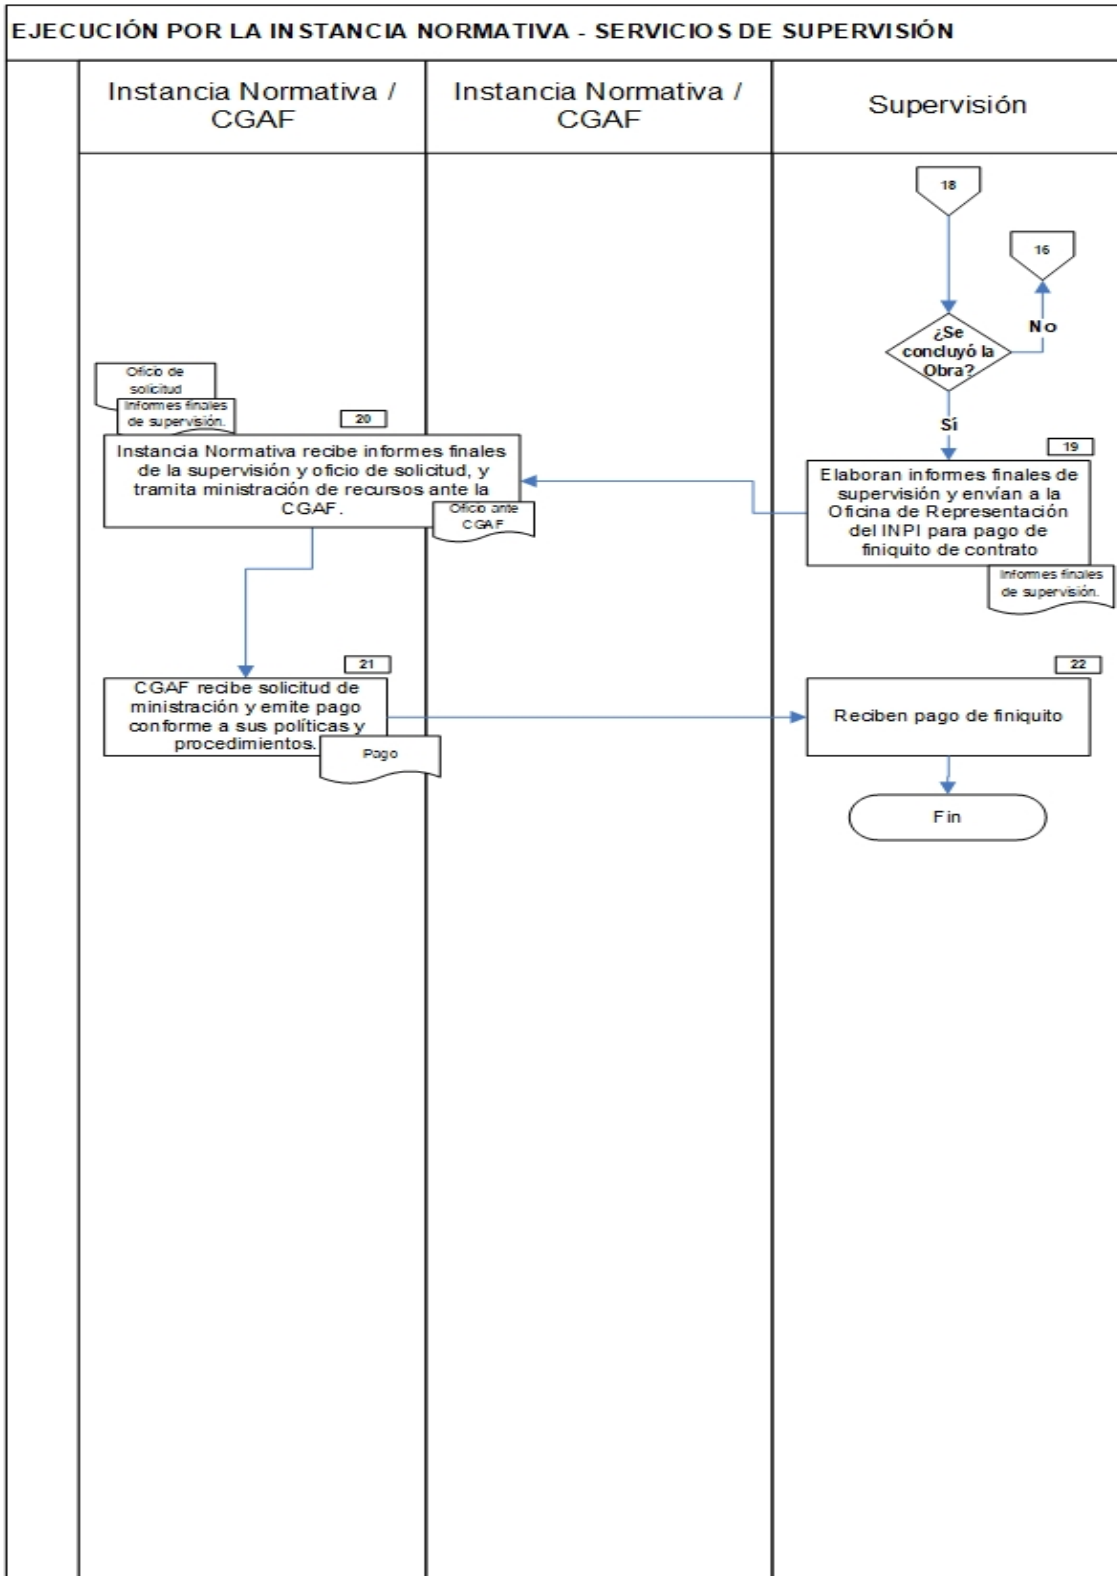 EJECUCIÓN POR LA INSTANCIA NORMATIVA - SERVICIOS DE SUPERVISIÓN
Instancia Normativa /
CGAF
Instancia Normativa /
CGAF
Supervisión
18
16
¿Se
concluyó la
Obra?
No
Sí
19
Elaboran informes finales de
supervisión y envían a la
Oficina de Representación
del INPI para pago de
finiquito de contrato
Informes finales
de supervisión.
Oficio de
solicitud
Informes finales
de supervisión.
20
Instancia Normativa recibe informes finales
de la supervisión y oficio de solicitud, y
tramita ministración de recursos ante la
CGAF.
Oficio ante
CGAF
21
CGAF recibe solicitud de
ministración y emite pago
conforme a sus políticas y
procedimientos.
Pago
22
Reciben pago de finiquito
Fin